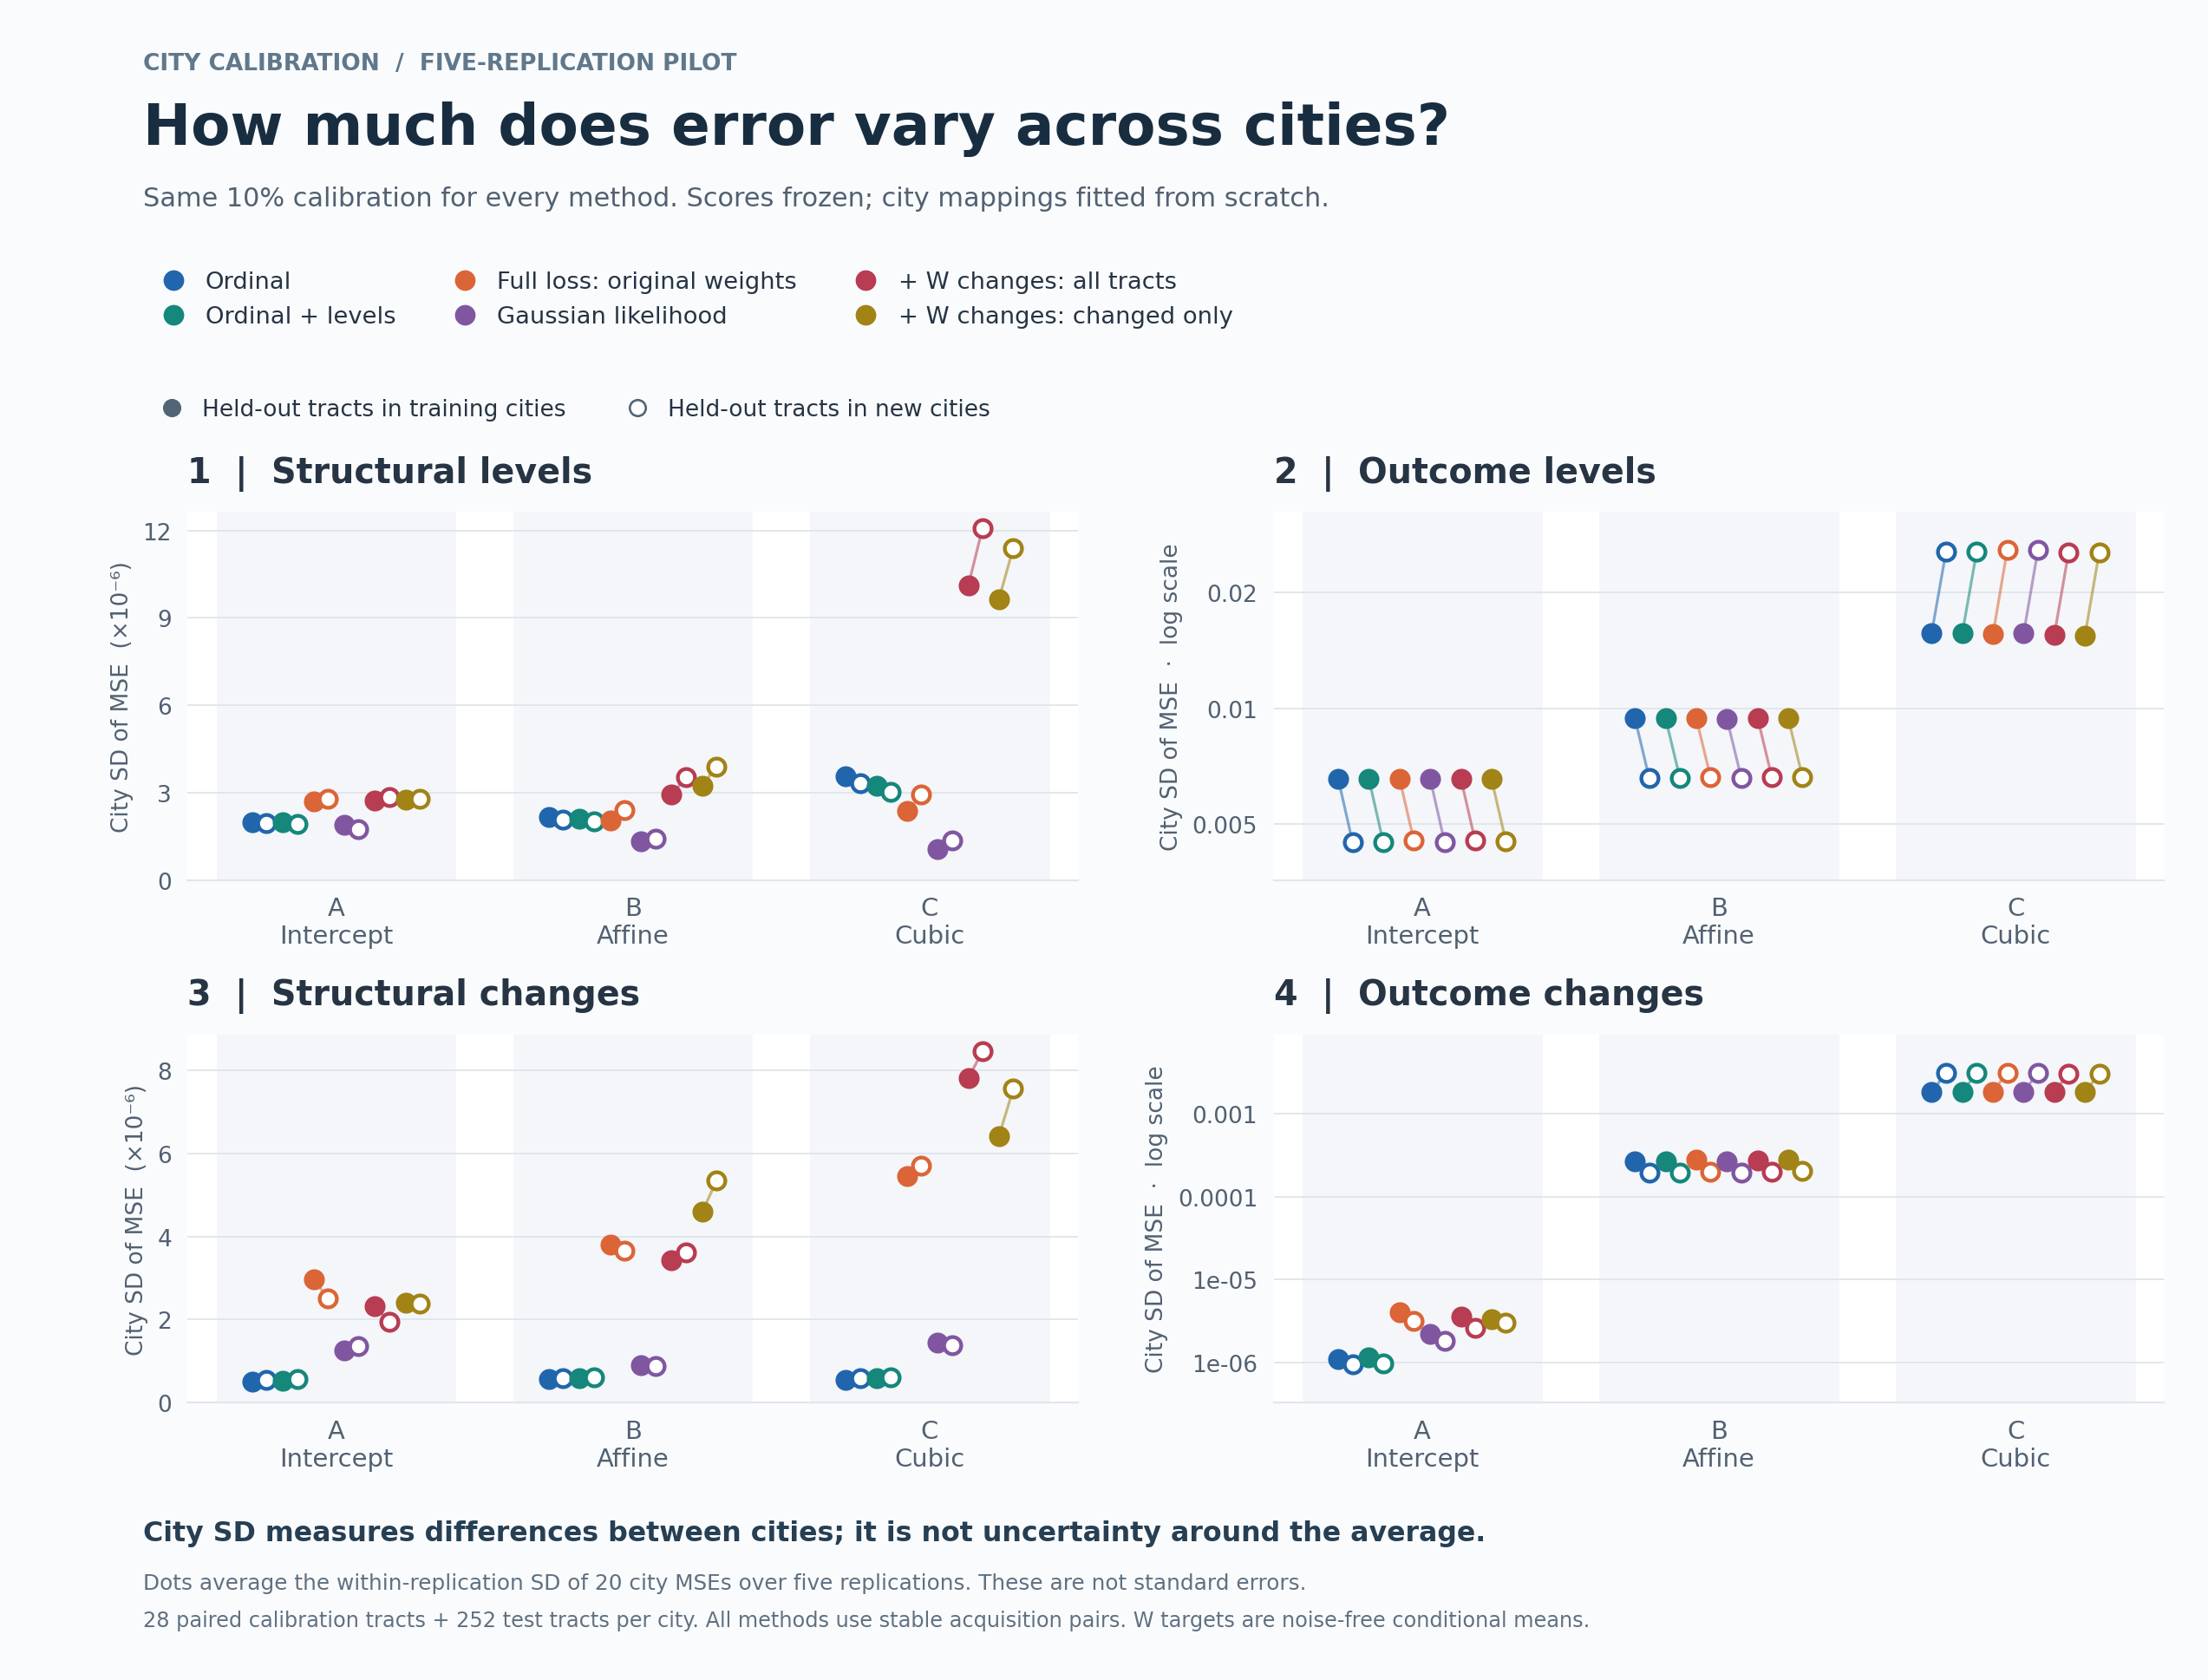 CITY CALIBRATION / FIVE-REPLICATION PILOT
How much does error vary across cities?
Same 10% calibration for every method. Scores frozen; city mappings fitted from scratch.
Ordinal
Full loss: original weights
+ W changes: all tracts
Ordinal + levels
Gaussian likelihood
+ W changes: changed only
Held-out tracts in training cities
Held-out tracts in new cities
1 | Structural levels
City SD of MSE (×10⁻⁶)
12
9
6
3
0
A
Intercept
B
Affine
C
Cubic
2 | Outcome levels
City SD of MSE · log scale
0.02
0.01
0.005
A
Intercept
B
Affine
C
Cubic
3 | Structural changes
City SD of MSE (×10⁻⁶)
8
6
4
2
0
A
Intercept
B
Affine
C
Cubic
4 | Outcome changes
City SD of MSE · log scale
0.001
0.0001
1e-05
1e-06
A
Intercept
B
Affine
C
Cubic
City SD measures differences between cities; it is not uncertainty around the average.
Dots average the within-replication SD of 20 city MSEs over five replications. These are not standard errors.
28 paired calibration tracts + 252 test tracts per city. All methods use stable acquisition pairs. W targets are noise-free conditional means.